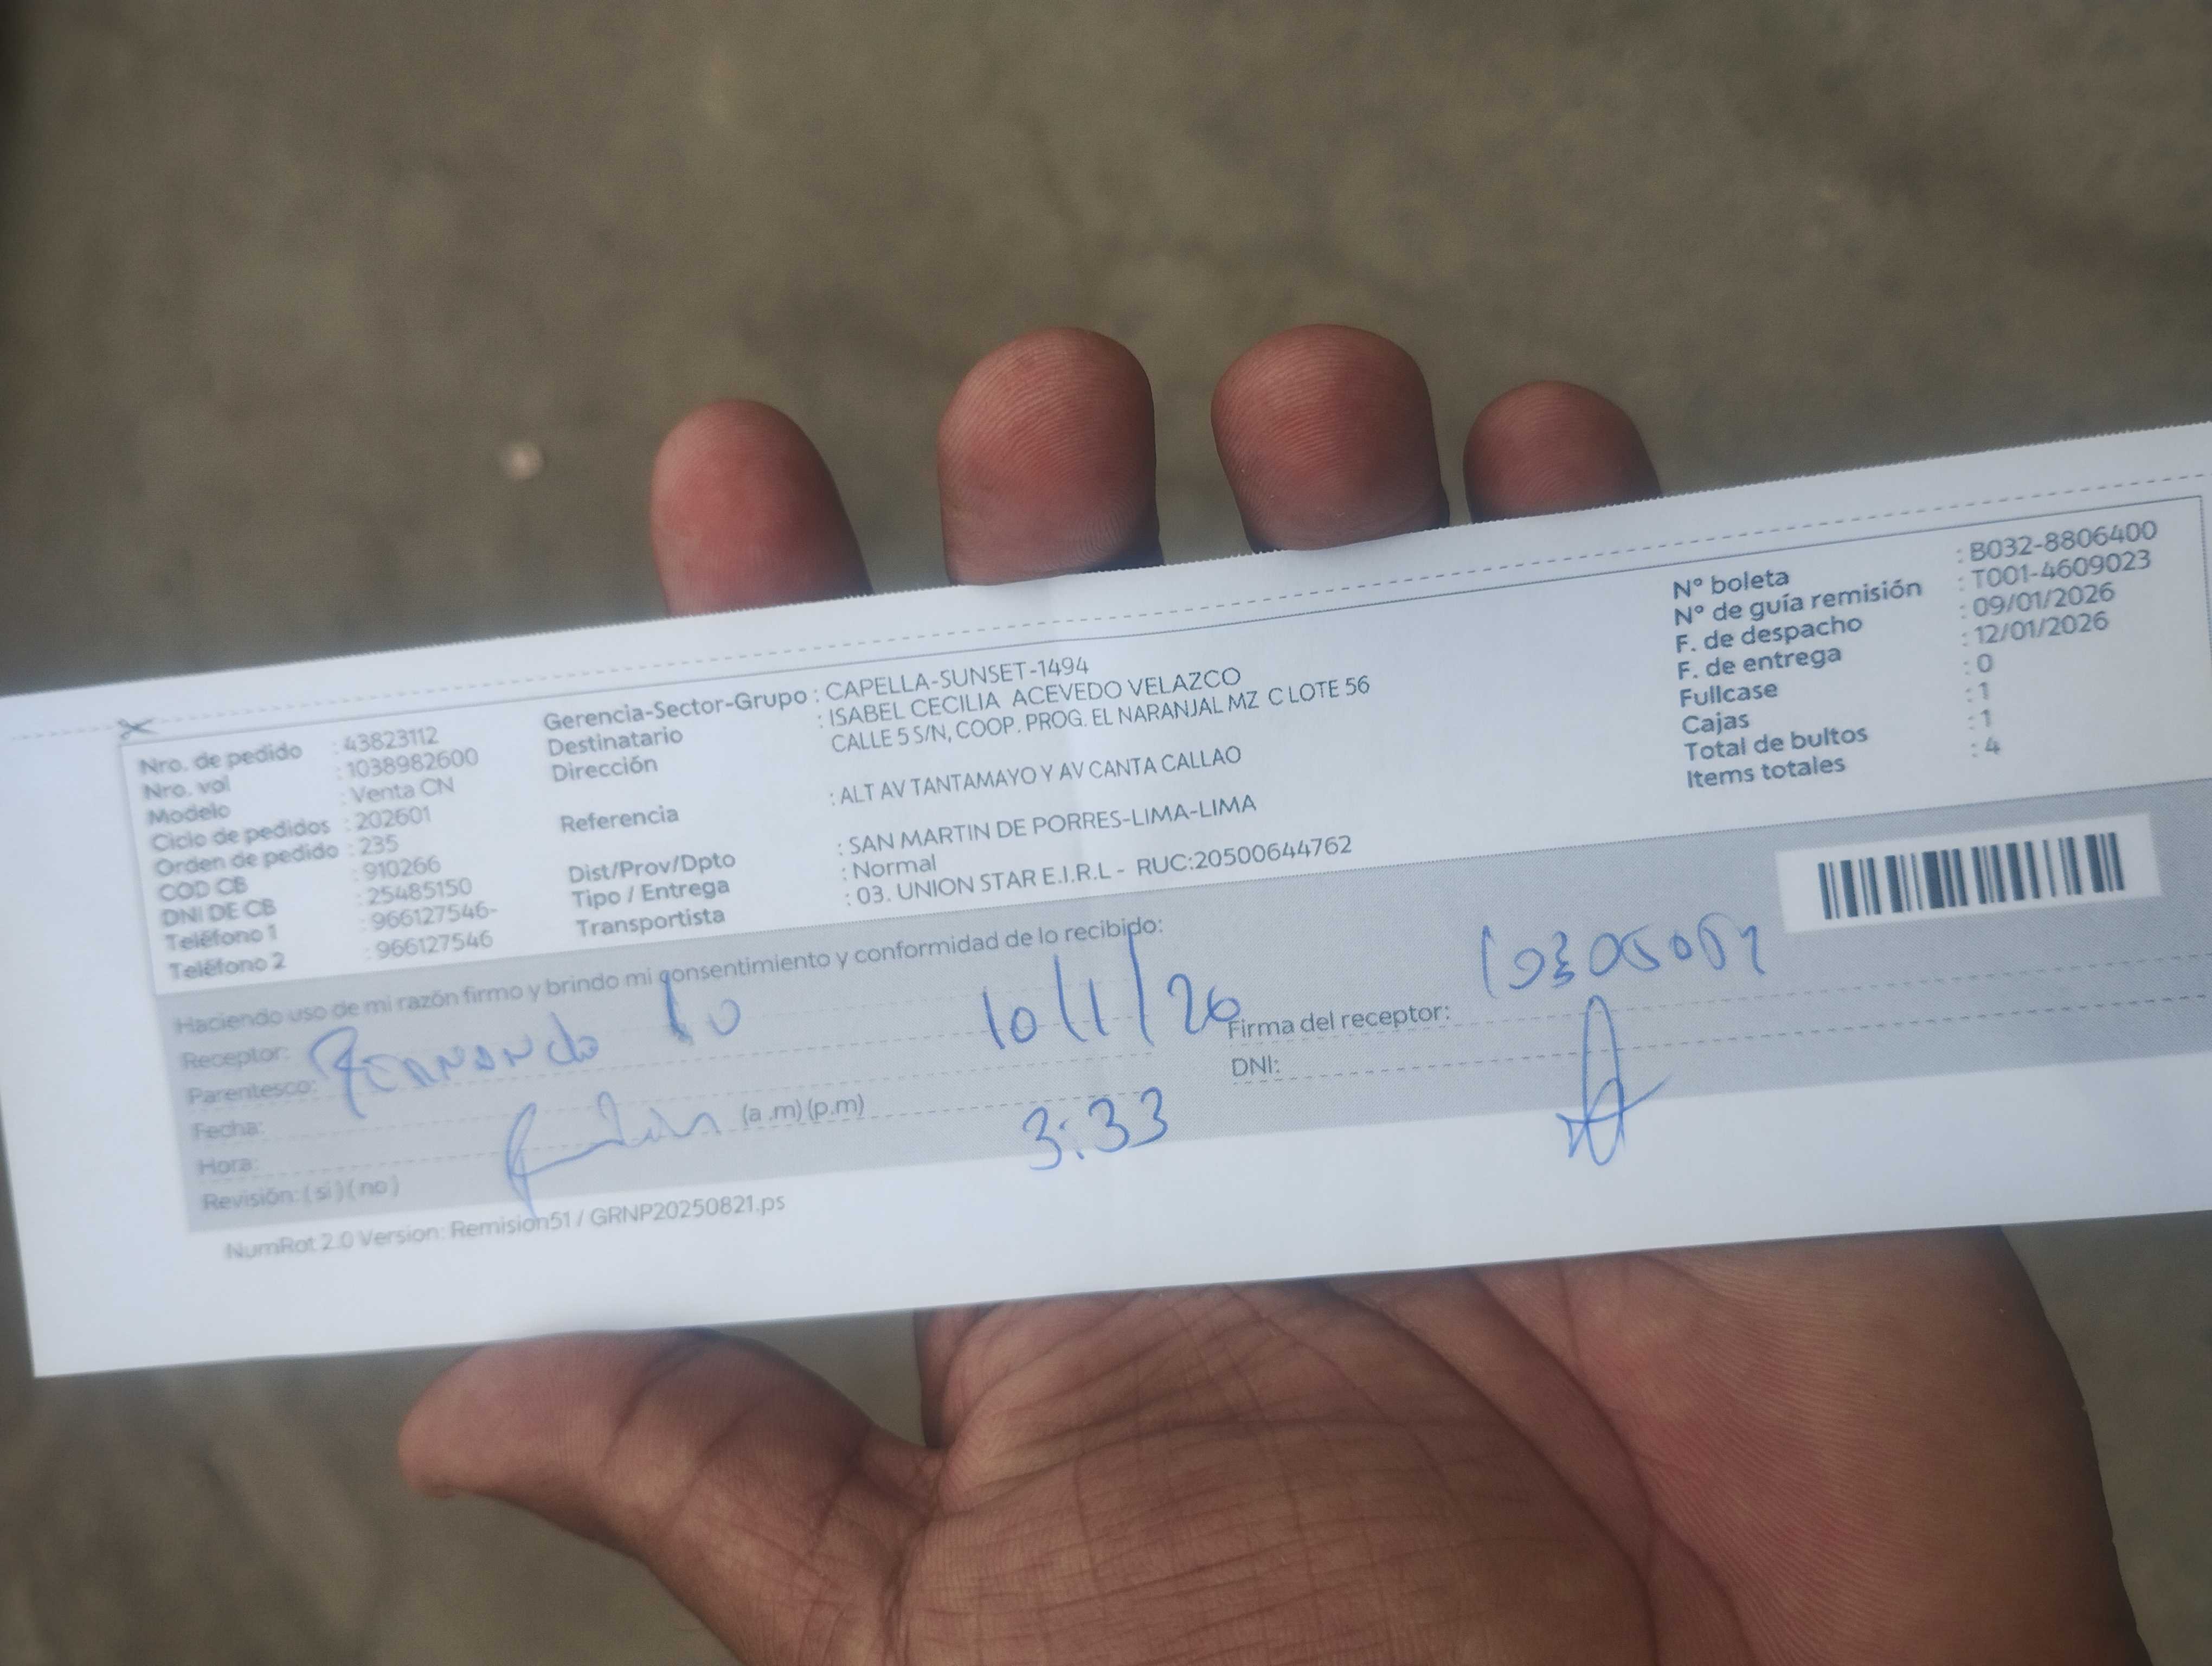 Nro. de pedido : 43823112
Nro. vol : 1038982600
Modelo : Venta CN
Ciclo de pedidos : 202601
Orden de pedido : 235
COD CB : 910266
DNI DE CB : 25485150
Teléfono 1 : 966127546-
Teléfono 2 : 966127546
Gerencia-Sector-Grupo : CAPELLA-SUNSET-1494
Destinatario : ISABEL CECILIA ACEVEDO VELAZCO
Dirección CALLE 5 S/N, COOP. PROG. EL NARANJAL MZ C LOTE 56
Referencia : ALT AV TANTAMAYO Y AV CANTA CALLAO
Dist/Prov/Dpto : SAN MARTIN DE PORRES-LIMA-LIMA
Tipo / Entrega : Normal
Transportista : 03. UNION STAR E.I.R.L - RUC:20500644762
N° boleta : B032-8806400
N° de guía remisión : T001-4609023
F. de despacho : 09/01/2026
F. de entrega : 12/01/2026
Fullcase : 0
Cajas : 1
Total de bultos : 1
Items totales : 4
Haciendo uso de mi razón firmo y brindo mi consentimiento y conformidad de lo recibido:
Receptor: Fernando
Parentesco:
Fecha: 10/1/26
Hora: (a .m) (p.m) 3:33
Revisión: ( si ) ( no )
Firma del receptor:
DNI:
NumRot 2.0 Version: Remision51 / GRNP20250821.ps